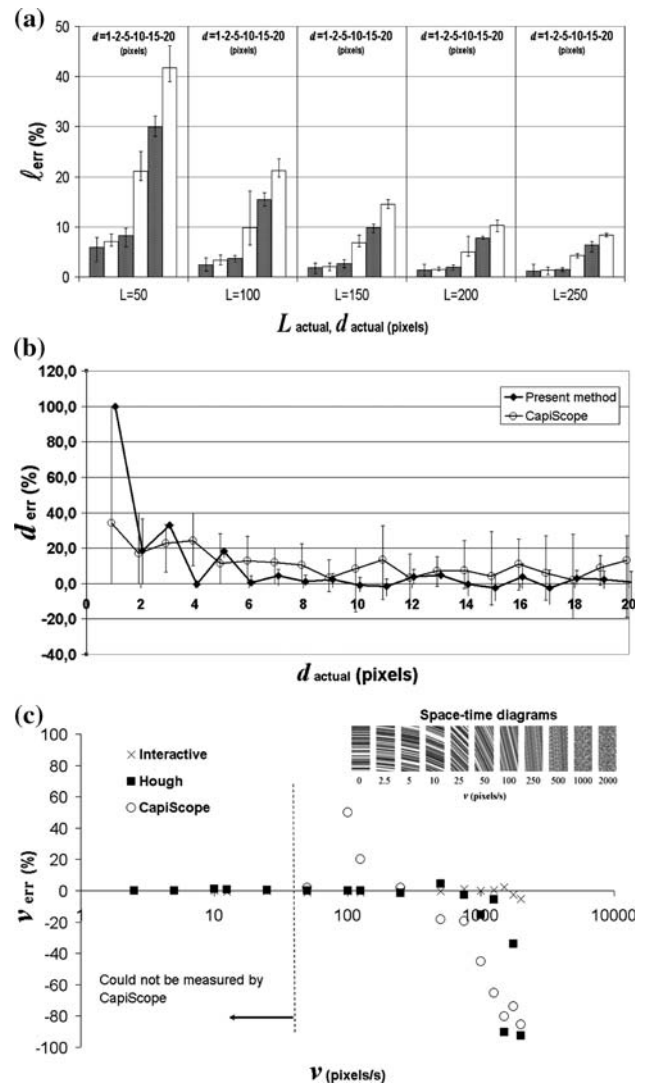 (a)
d =1-2-5-10-15-20 d=1-2-5-10-15-20 d=1-2-5-10-15-20 d=1-2-5-10-15-20 d=1-2-5-10-15-20
(pixels) (pixels) (pixels) (pixels) (pixels)
50
40
30
20
10
0
ℓ err (%)
L=50 L=100 L=150 L=200 L=250
L actual, d actual (pixels)
(b)
120,0
100,0
80,0
60,0
40,0
20,0
0,0
-20,0
-40,0
d err (%)
Present method
CapiScope
0 2 4 6 8 10 12 14 16 18 20
d actual (pixels)
(c)
100
80
60
40
20
0
-20
-40
-60
-80
-100
v err (%)
Interactive
Hough
CapiScope
Space-time diagrams
0 2.5 5 10 25 50 100 250 500 1000 2000
v (pixels/s)
1 10 100 1000 10000
Could not be measured by
CapiScope
v (pixels/s)